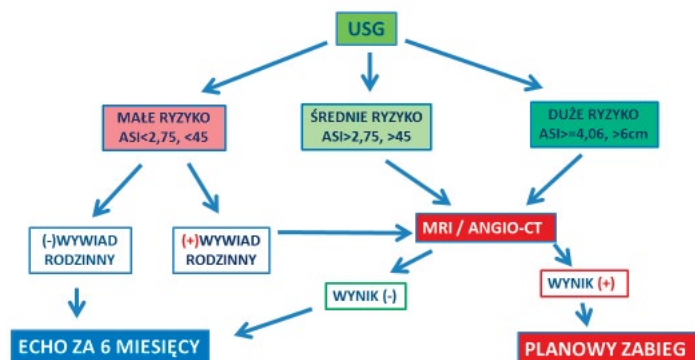 USG
MAŁE RYZYKO
ASI<2,75, <45
ŚREDNIE RYZYKO
ASI>2,75, >45
DUŻE RYZYKO
ASI>=4,06, >6cm
(-)WYWIAD
RODZINNY
(+)WYWIAD
RODZINNY
MRI / ANGIO-CT
WYNIK (-)
WYNIK (+)
ECHO ZA 6 MIESIĘCY
PLANOWY ZABIEG